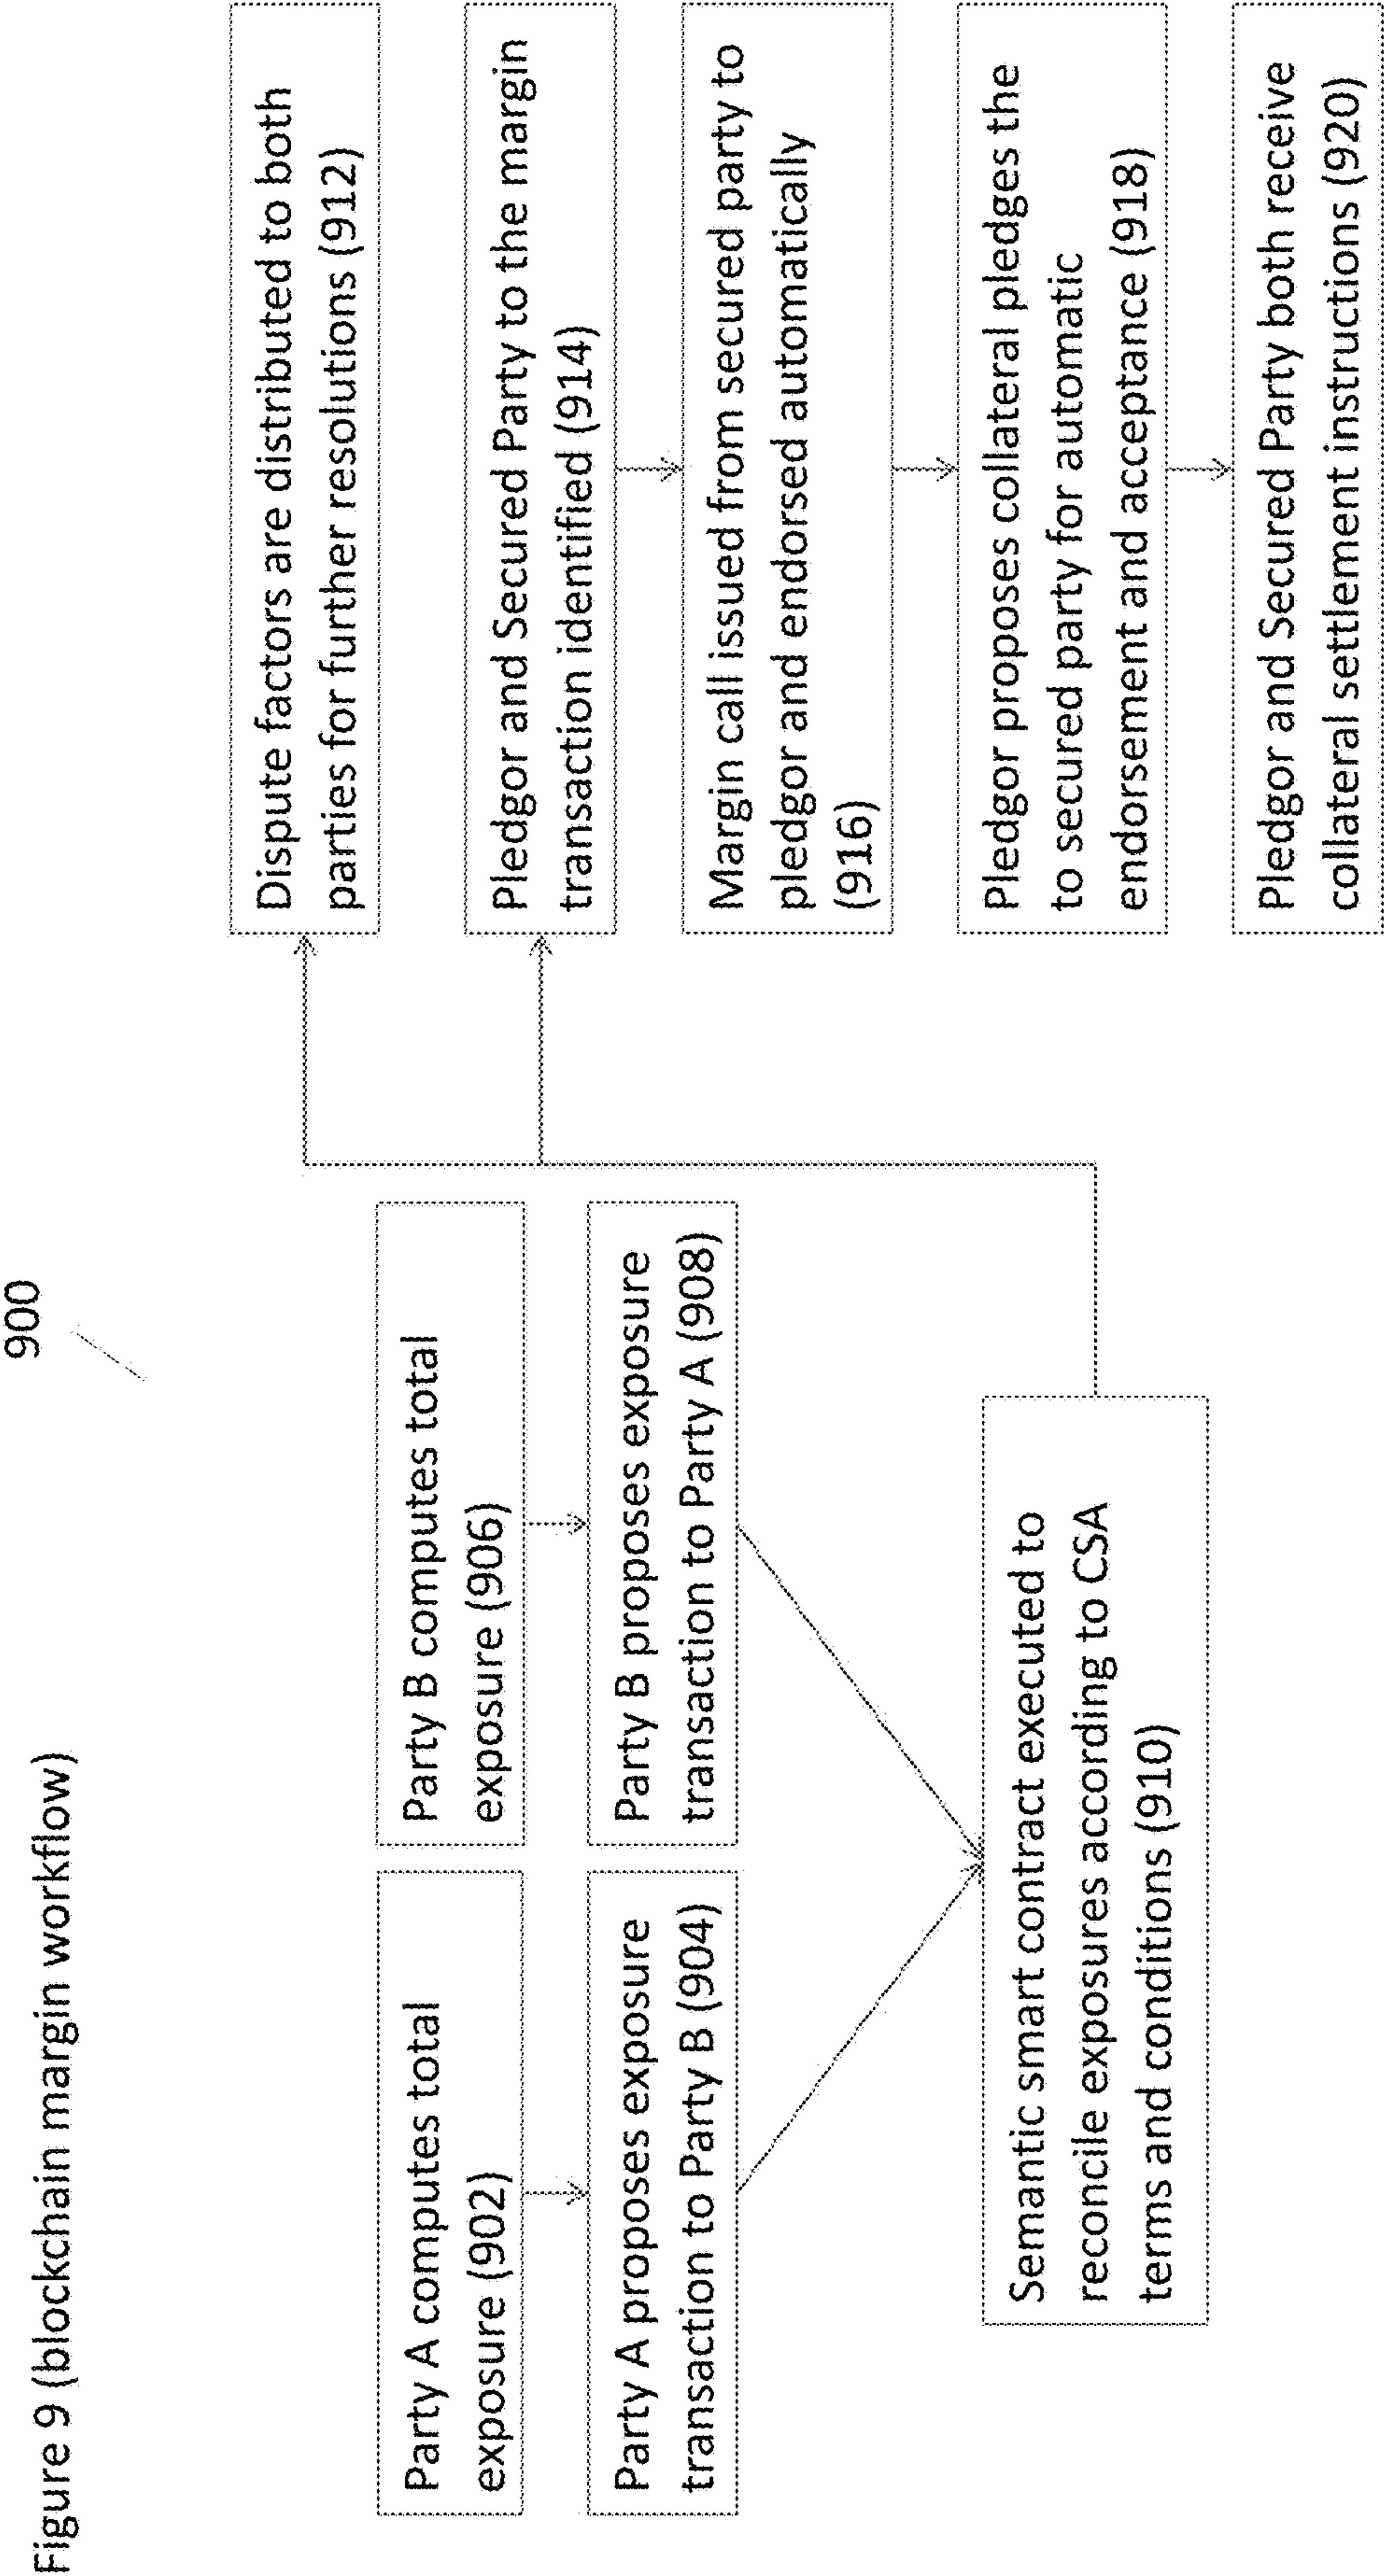 Figure 9 (blockchain margin workflow)
900
Party A computes total
exposure (902)
Party A proposes exposure
transaction to Party B (904)
Party B computes total
exposure (906)
Party B proposes exposure
transaction to Party A (908)
Semantic smart contract executed to
reconcile exposures according to CSA
terms and conditions (910)
Dispute factors are distributed to both
parties for further resolutions (912)
Pledgor and Secured Party to the margin
transaction identified (914)
Margin call issued from secured party to
pledgor and endorsed automatically
(916)
Pledgor proposes collateral pledges the
to secured party for automatic
endorsement and acceptance (918)
Pledgor and Secured Party both receive
collateral settlement instructions (920)